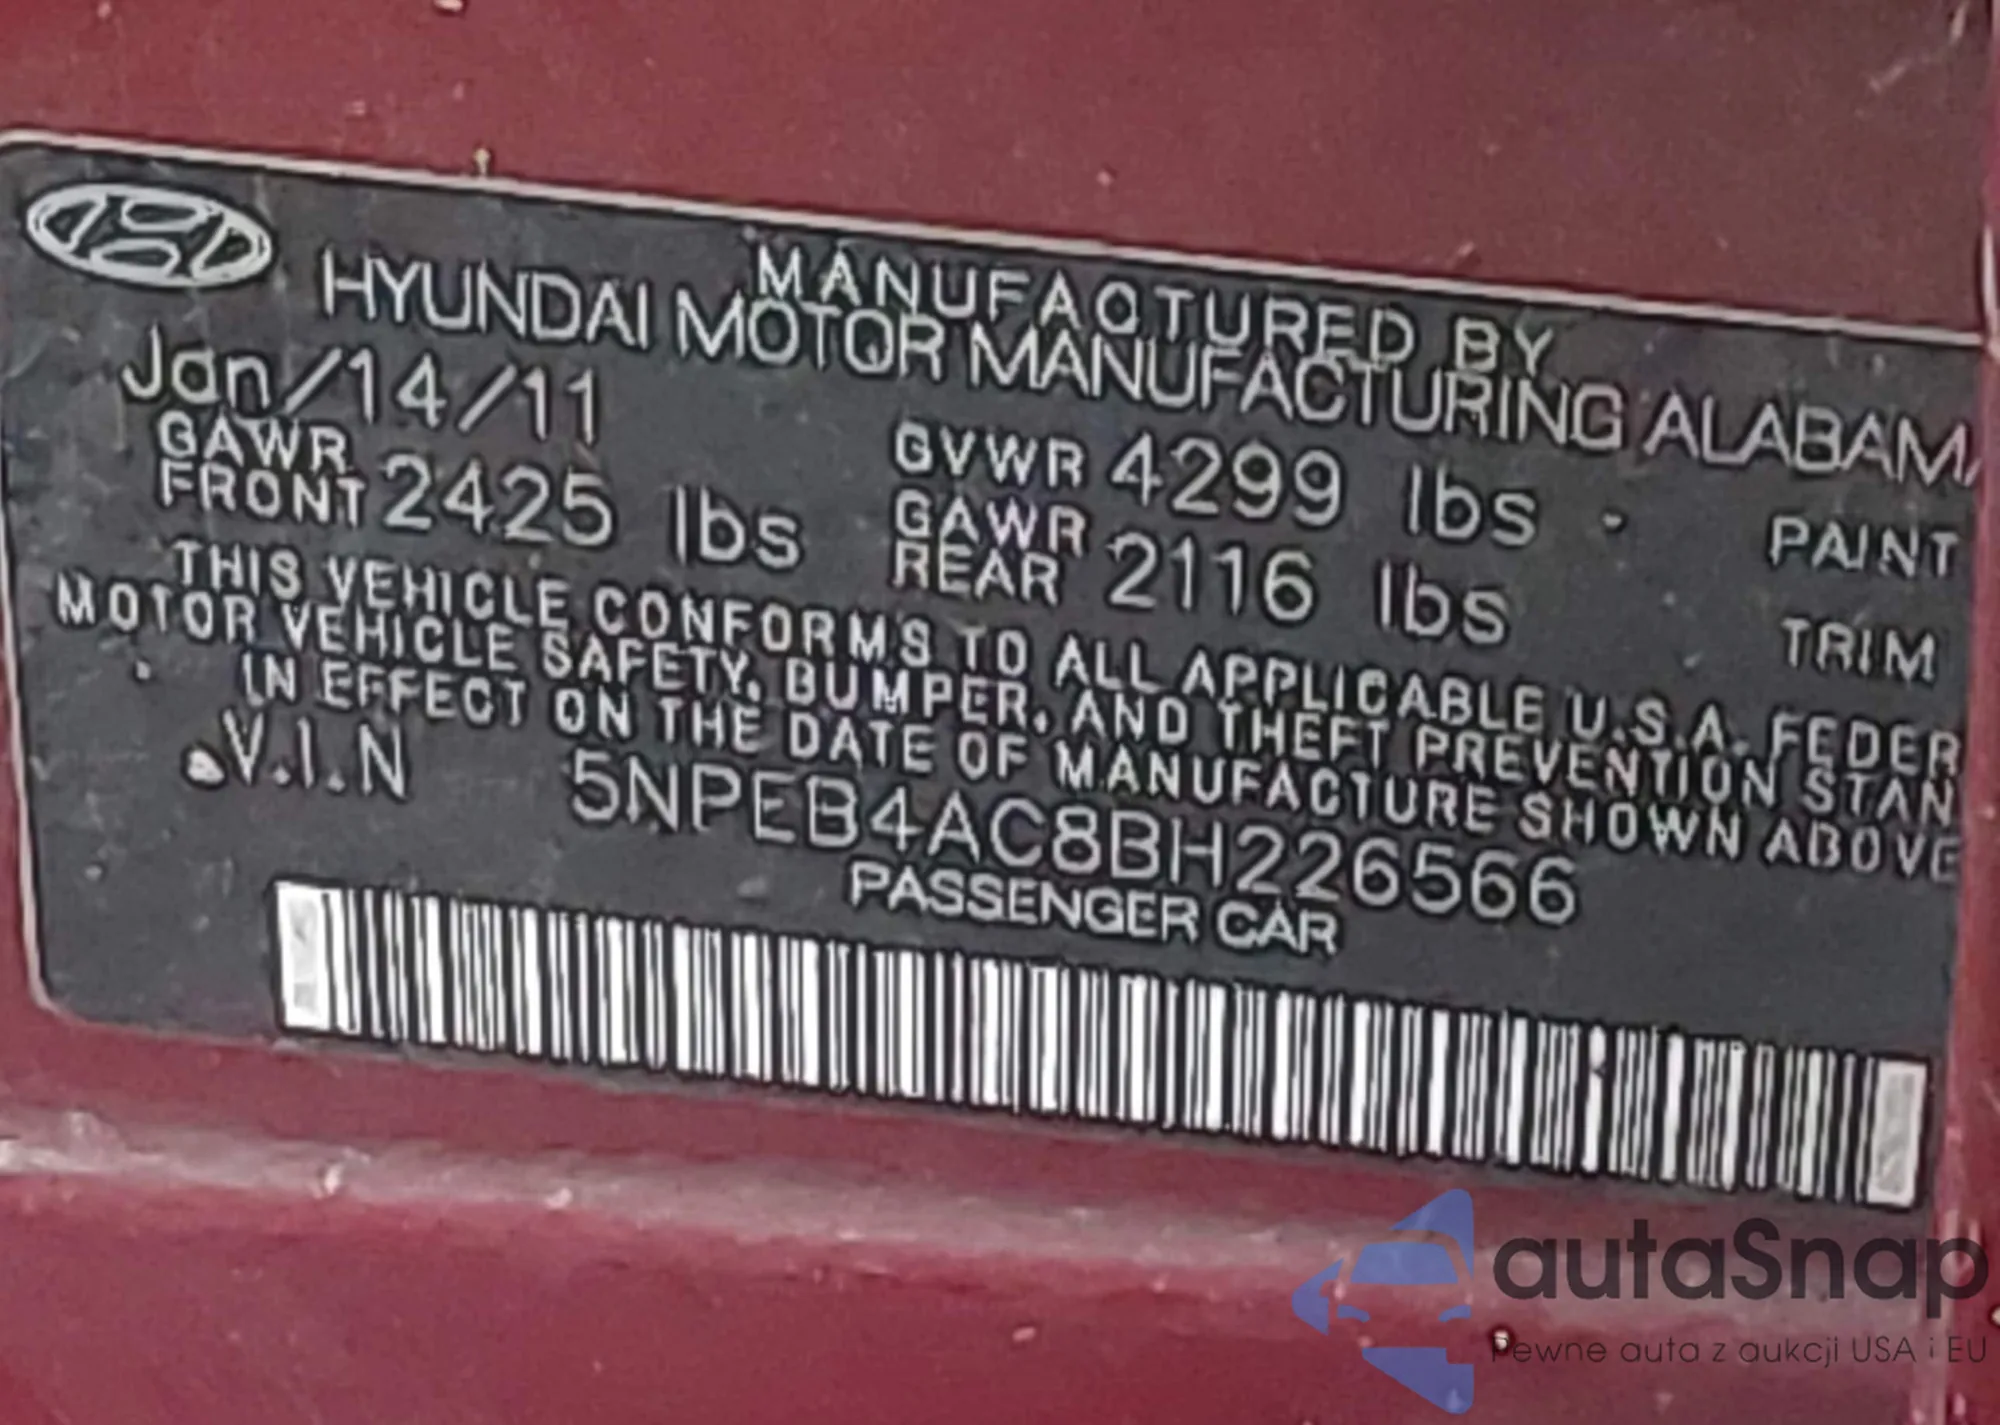 MANUFACTURED BY
HYUNDAI MOTOR MANUFACTURING ALABAMA
Jan/14/11
GVWR 4299 lbs
PAINT
GAWR FRONT 2425 lbs
GAWR REAR 2116 lbs
TRIM
THIS VEHICLE CONFORMS TO ALL APPLICABLE U.S.A. FEDER
MOTOR VEHICLE SAFETY, BUMPER, AND THEFT PREVENTION STAN
IN EFFECT ON THE DATE OF MANUFACTURE SHOWN ABOVE
V.I.N 5NPEB4AC8BH226566
PASSENGER CAR
autaSnap
Pewne auta z aukcji USA i EU